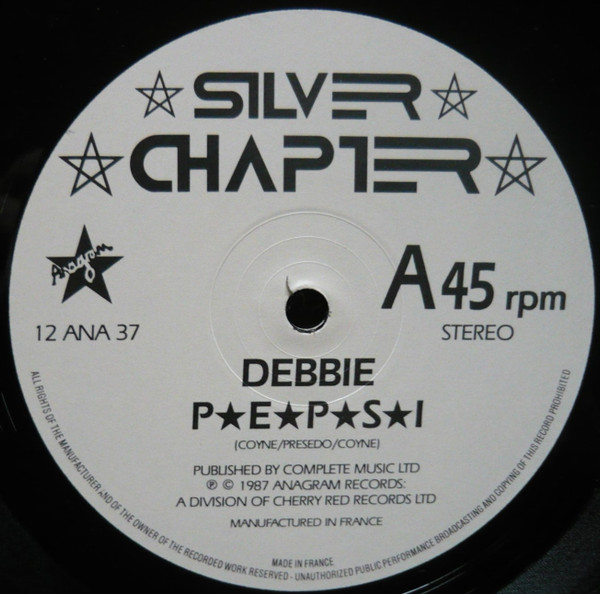 SILVER
CHAPTER
Anagram
A 45 rpm
12 ANA 37
STEREO
DEBBIE
P★E★P★S★I
(COYNE/PRESEDO/COYNE)
PUBLISHED BY COMPLETE MUSIC LTD
℗ © 1987 ANAGRAM RECORDS:
A DIVISION OF CHERRY RED RECORDS LTD
MANUFACTURED IN FRANCE
MADE IN FRANCE
ALL RIGHTS OF THE MANUFACTURER AND OF THE OWNER OF THE RECORDED WORK RESERVED - UNAUTHORIZED PUBLIC PERFORMANCE BROADCASTING AND COPYING OF THIS RECORD PROHIBITED